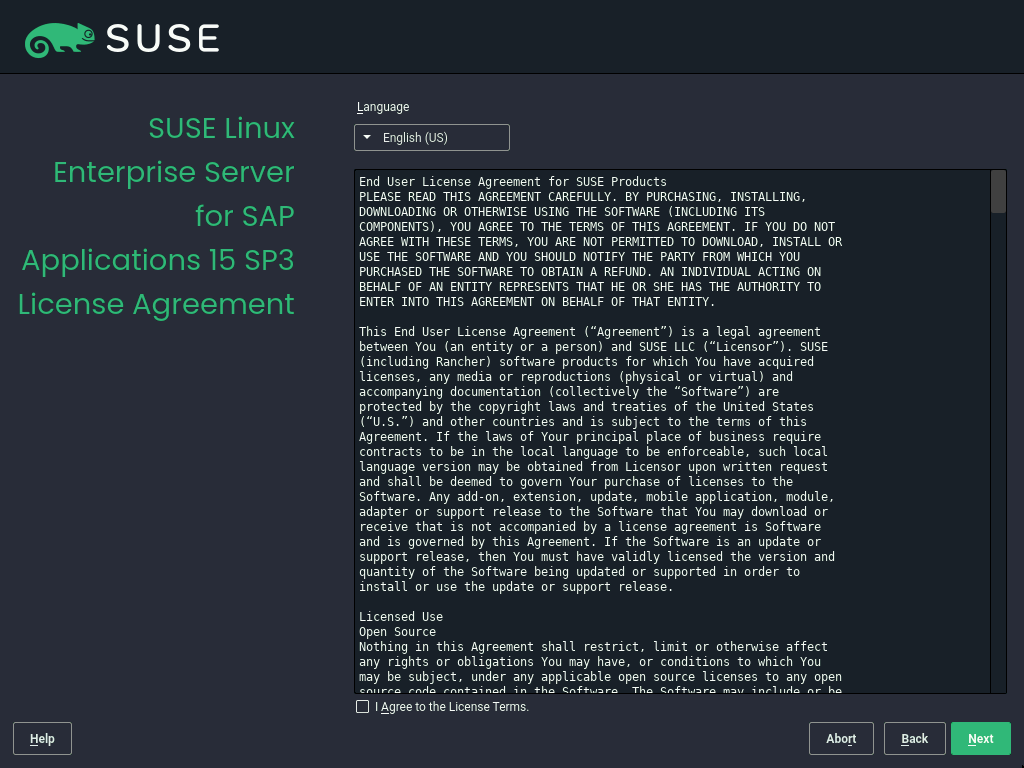 SUSE
SUSE Linux
Enterprise Server
for SAP
Applications 15 SP3
License Agreement
Language
English (US)
End User License Agreement for SUSE Products
PLEASE READ THIS AGREEMENT CAREFULLY. BY PURCHASING, INSTALLING,
DOWNLOADING OR OTHERWISE USING THE SOFTWARE (INCLUDING ITS
COMPONENTS), YOU AGREE TO THE TERMS OF THIS AGREEMENT. IF YOU DO NOT
AGREE WITH THESE TERMS, YOU ARE NOT PERMITTED TO DOWNLOAD, INSTALL OR
USE THE SOFTWARE AND YOU SHOULD NOTIFY THE PARTY FROM WHICH YOU
PURCHASED THE SOFTWARE TO OBTAIN A REFUND. AN INDIVIDUAL ACTING ON
BEHALF OF AN ENTITY REPRESENTS THAT HE OR SHE HAS THE AUTHORITY TO
ENTER INTO THIS AGREEMENT ON BEHALF OF THAT ENTITY.
This End User License Agreement (“Agreement”) is a legal agreement
between You (an entity or a person) and SUSE LLC (“Licensor”). SUSE
(including Rancher) software products for which You have acquired
licenses, any media or reproductions (physical or virtual) and
accompanying documentation (collectively the “Software”) are
protected by the copyright laws and treaties of the United States
(“U.S.”) and other countries and is subject to the terms of this
Agreement. If the laws of Your principal place of business require
contracts to be in the local language to be enforceable, such local
language version may be obtained from Licensor upon written request
and shall be deemed to govern Your purchase of licenses to the
Software. Any add-on, extension, update, mobile application, module,
adapter or support release to the Software that You may download or
receive that is not accompanied by a license agreement is Software
and is governed by this Agreement. If the Software is an update or
support release, then You must have validly licensed the version and
quantity of the Software being updated or supported in order to
install or use the update or support release.
Licensed Use
Open Source
Nothing in this Agreement shall restrict, limit or otherwise affect
any rights or obligations You may have, or conditions to which You
may be subject, under any applicable open source licenses to any open
source code contained in the Software. The Software may include or be
I Agree to the License Terms.
Help
Abort
Back
Next